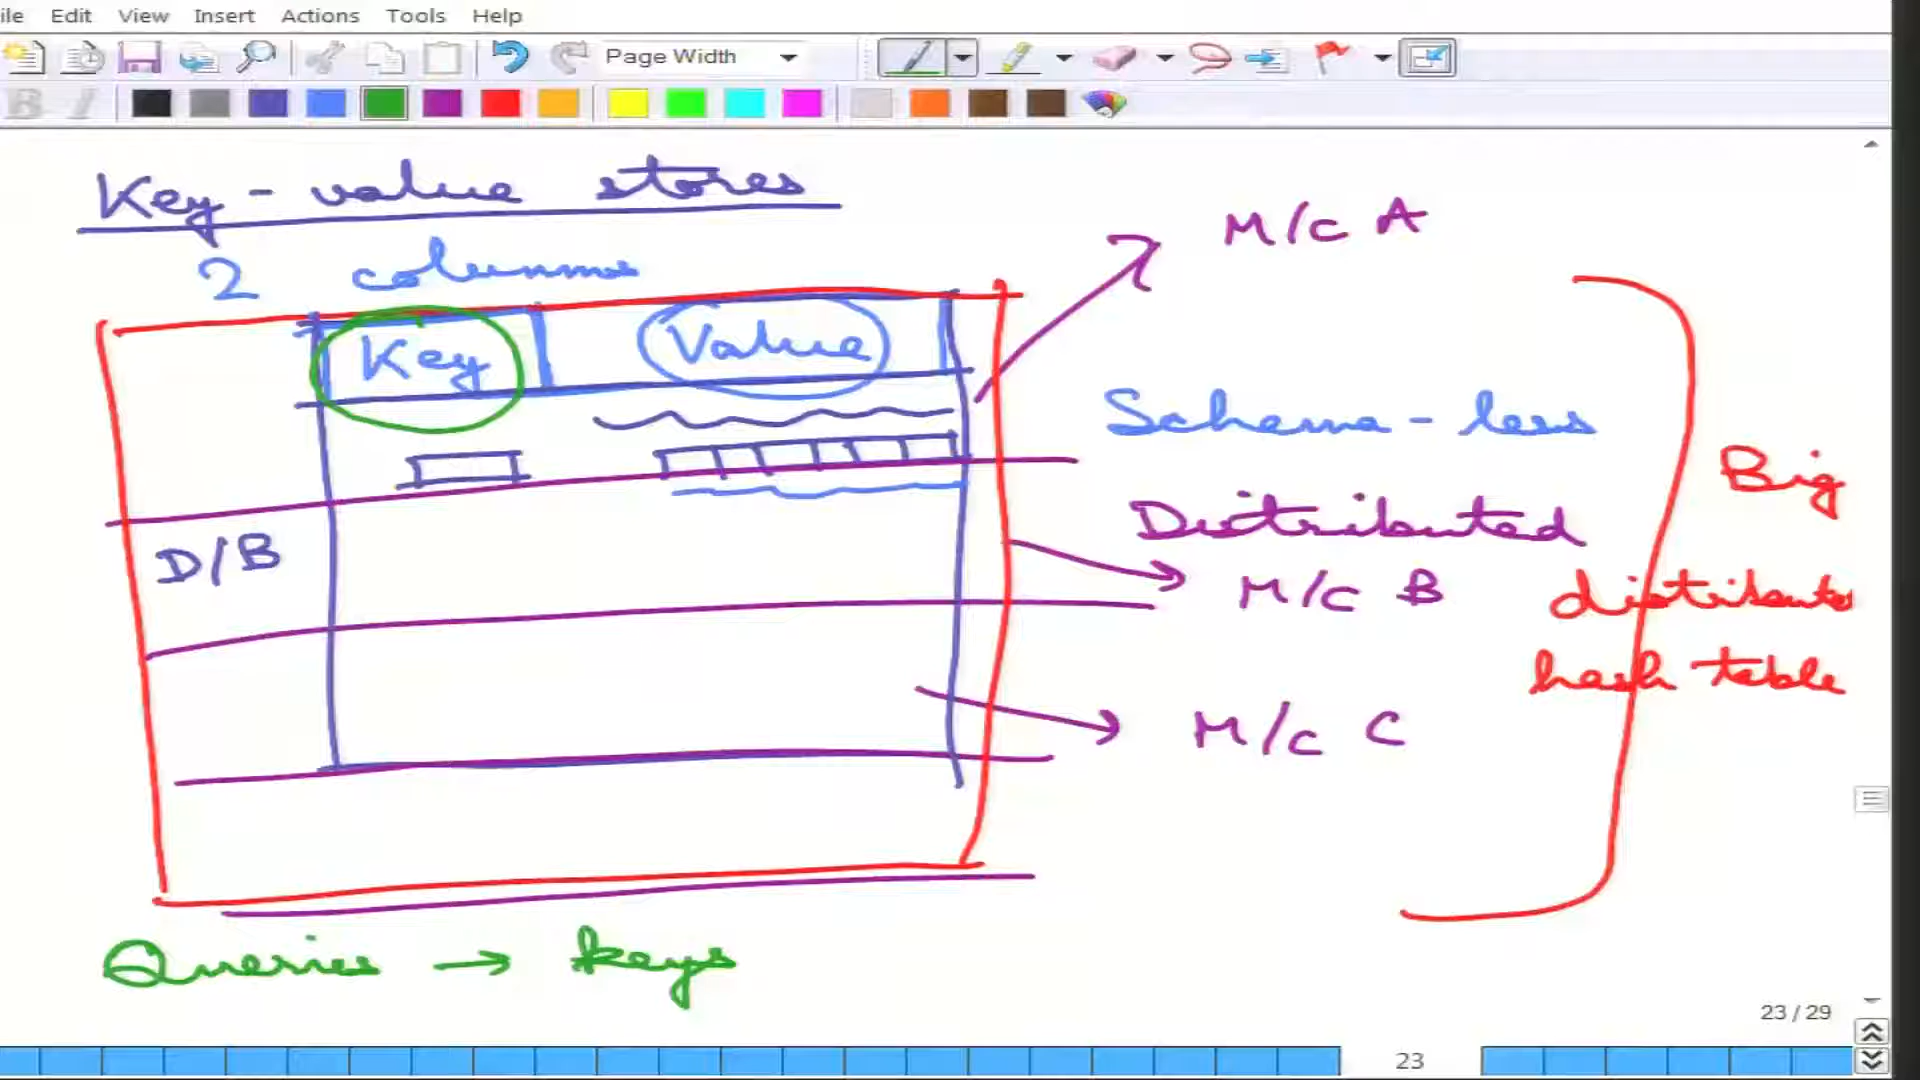 ile Edit View Insert Actions Tools Help
Page Width
B I
Key - value stores
2 columns
Key Value
D/B
M/C A
Schema-less
Distributed
M/C B
M/C C
Big
distribute
hash table
Queries → keys
23 / 29
23